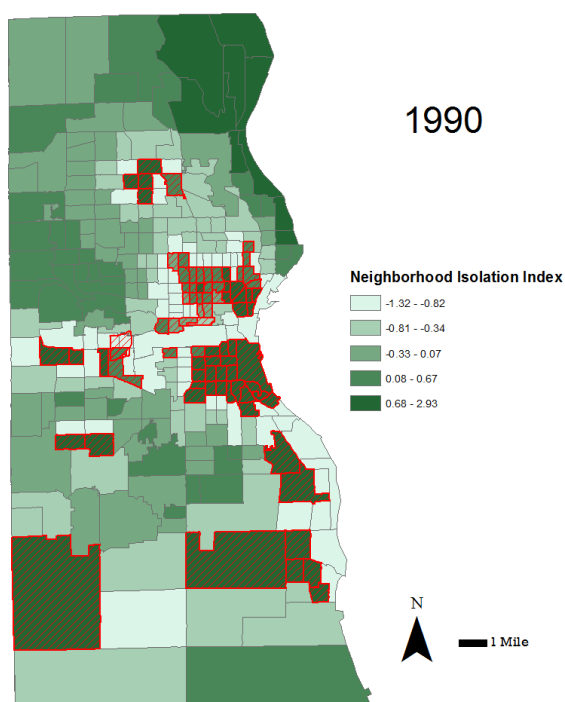 1990
Neighborhood Isolation Index
-1.32 - -0.82
-0.81 - -0.34
-0.33 - 0.07
0.08 - 0.67
0.68 - 2.93
N
1 Mile